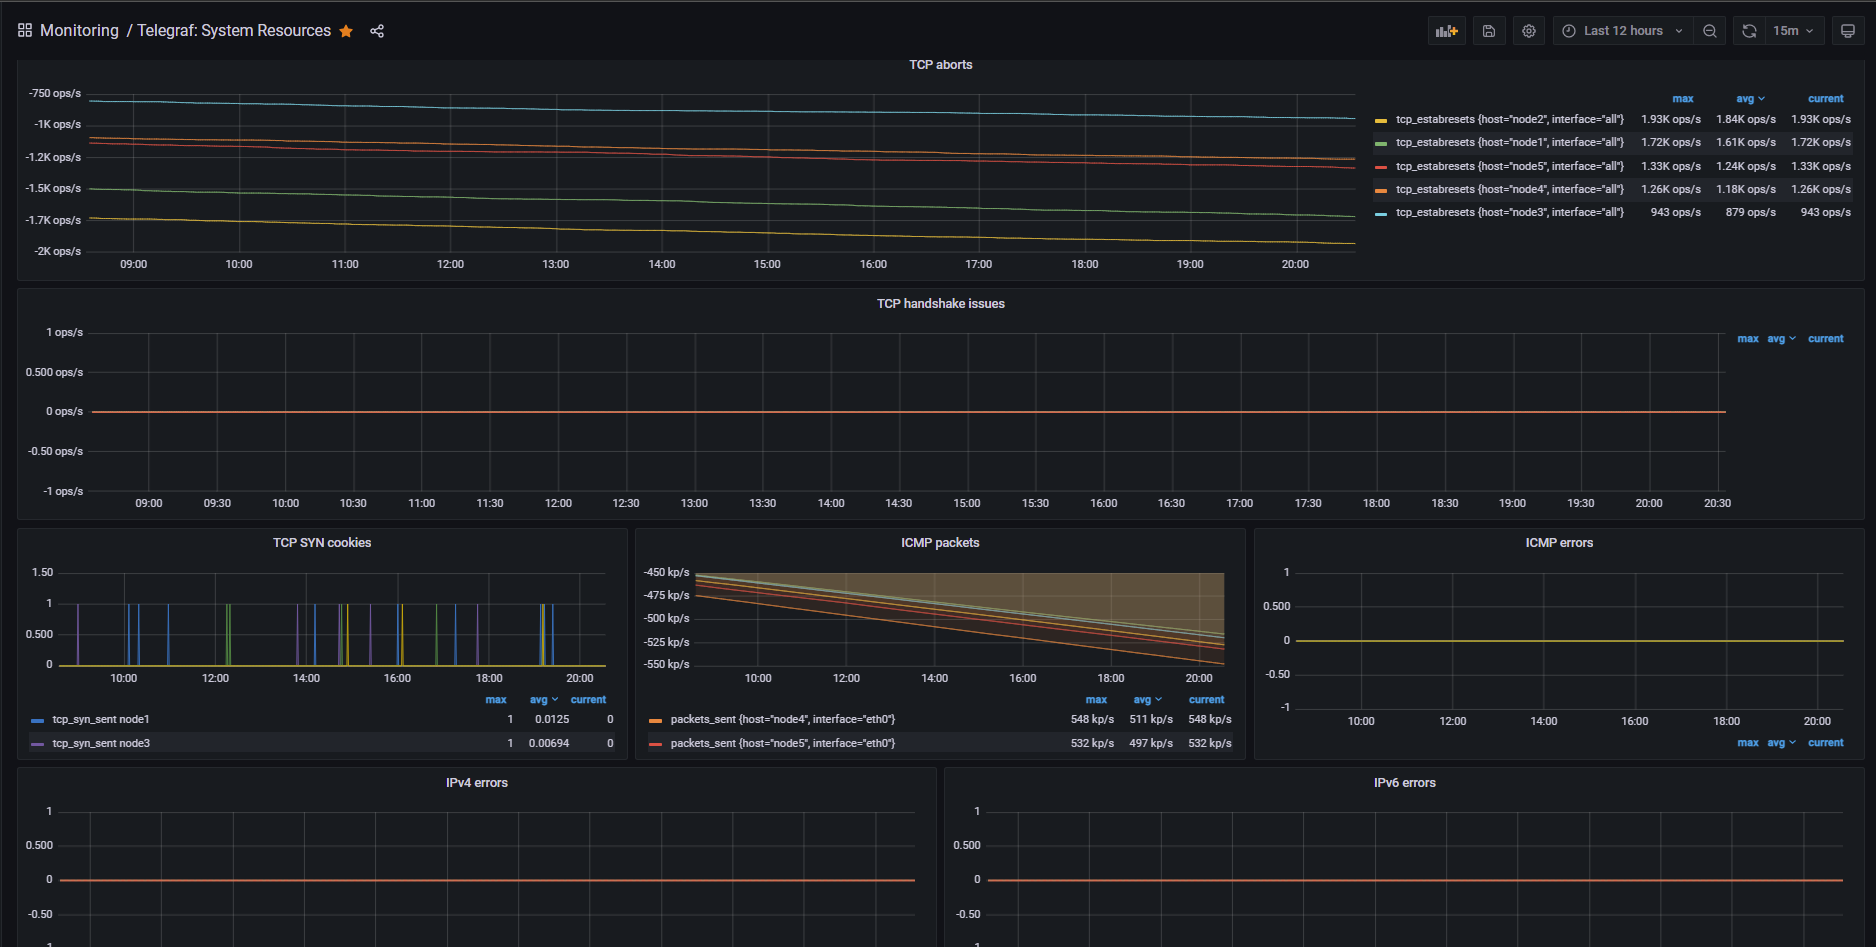 Monitoring / Telegraf: System Resources
Last 12 hours
15m
TCP aborts
-750 ops/s
-1K ops/s
-1.2K ops/s
-1.5K ops/s
-1.7K ops/s
-2K ops/s
09:00 10:00 11:00 12:00 13:00 14:00 15:00 16:00 17:00 18:00 19:00 20:00
max avg current
tcp_estabresets {host="node2", interface="all"} 1.93K ops/s 1.84K ops/s 1.93K ops/s
tcp_estabresets {host="node1", interface="all"} 1.72K ops/s 1.61K ops/s 1.72K ops/s
tcp_estabresets {host="node5", interface="all"} 1.33K ops/s 1.24K ops/s 1.33K ops/s
tcp_estabresets {host="node4", interface="all"} 1.26K ops/s 1.18K ops/s 1.26K ops/s
tcp_estabresets {host="node3", interface="all"} 943 ops/s 879 ops/s 943 ops/s
TCP handshake issues
1 ops/s
0.500 ops/s
0 ops/s
-0.50 ops/s
-1 ops/s
09:00 09:30 10:00 10:30 11:00 11:30 12:00 12:30 13:00 13:30 14:00 14:30 15:00 15:30 16:00 16:30 17:00 17:30 18:00 18:30 19:00 19:30 20:00 20:30
max avg current
TCP SYN cookies
1.50
1
0.500
0
10:00 12:00 14:00 16:00 18:00 20:00
max avg current
tcp_syn_sent node1 1 0.0125 0
tcp_syn_sent node3 1 0.00694 0
ICMP packets
-450 kp/s
-475 kp/s
-500 kp/s
-525 kp/s
-550 kp/s
10:00 12:00 14:00 16:00 18:00 20:00
max avg current
packets_sent {host="node4", interface="eth0"} 548 kp/s 511 kp/s 548 kp/s
packets_sent {host="node5", interface="eth0"} 532 kp/s 497 kp/s 532 kp/s
ICMP errors
1
0.500
0
-0.50
-1
10:00 12:00 14:00 16:00 18:00 20:00
max avg current
IPv4 errors
1
0.500
0
-0.50
-1
IPv6 errors
1
0.500
0
-0.50
-1